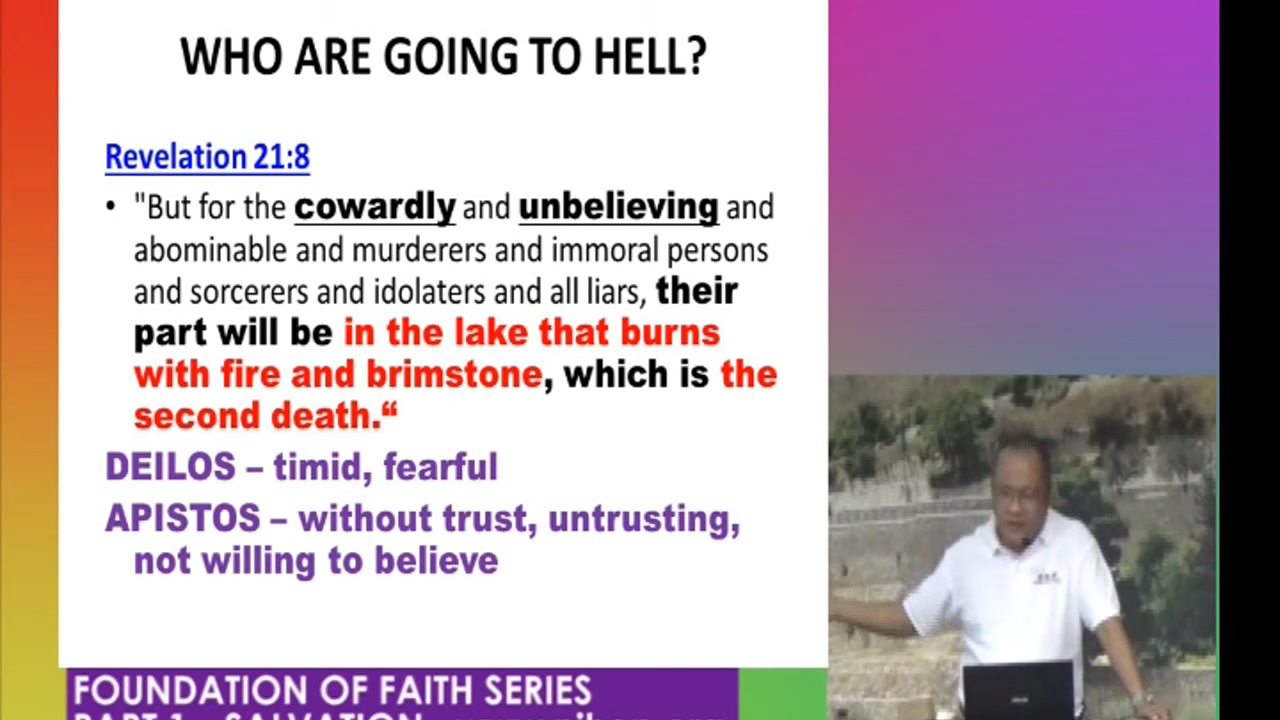 WHO ARE GOING TO HELL?
Revelation 21:8
• "But for the cowardly and unbelieving and
abominable and murderers and immoral persons
and sorcerers and idolaters and all liars, their
part will be in the lake that burns
with fire and brimstone, which is the
second death.“
DEILOS – timid, fearful
APISTOS – without trust, untrusting,
not willing to believe
FOUNDATION OF FAITH SERIES
PART 1 - SALVATION